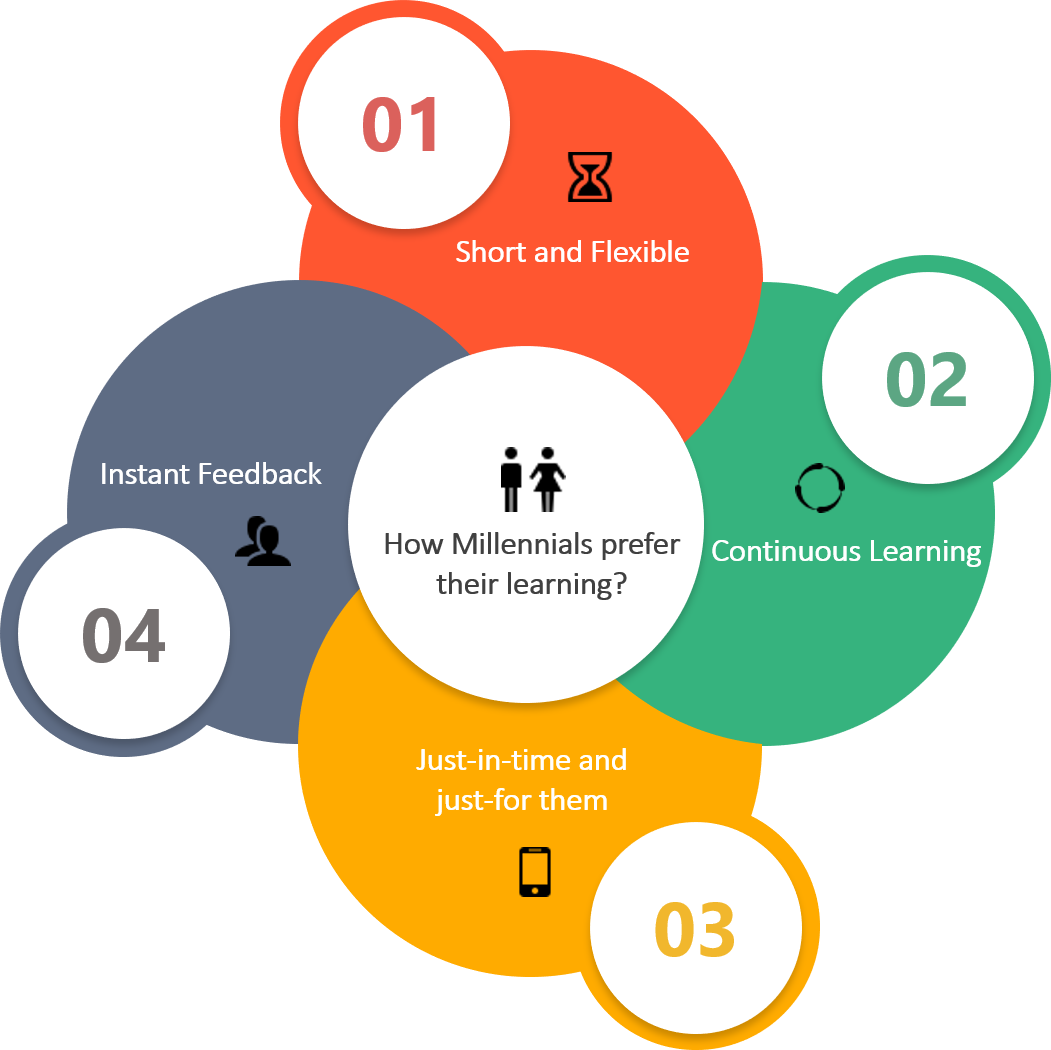 01
Short and Flexible
02
Continuous Learning
How Millennials prefer
their learning?
Just-in-time and
just-for them
03
Instant Feedback
04